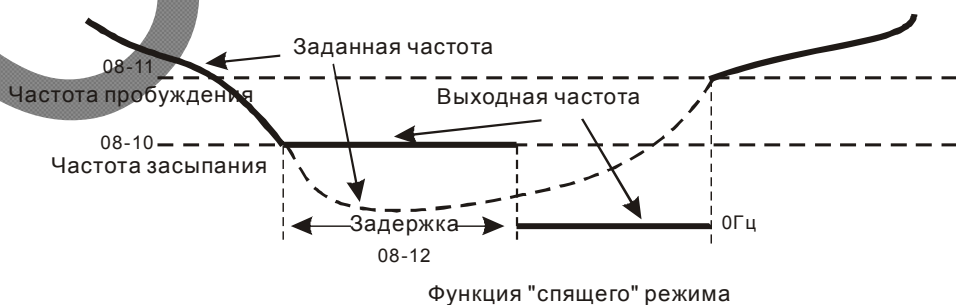 Заданная частота
08-11
Частота пробуждения
Выходная частота
08-10
Частота засыпания
Задержка
0Гц
08-12
Функция "спящего" режима